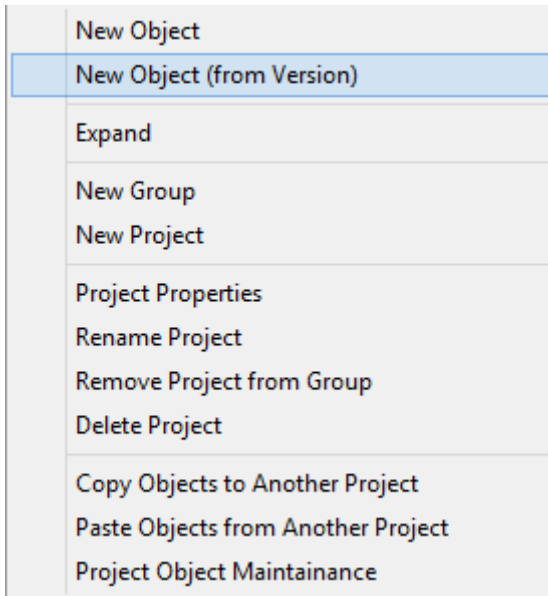 New Object
New Object (from Version)
Expand
New Group
New Project
Project Properties
Rename Project
Remove Project from Group
Delete Project
Copy Objects to Another Project
Paste Objects from Another Project
Project Object Maintainance